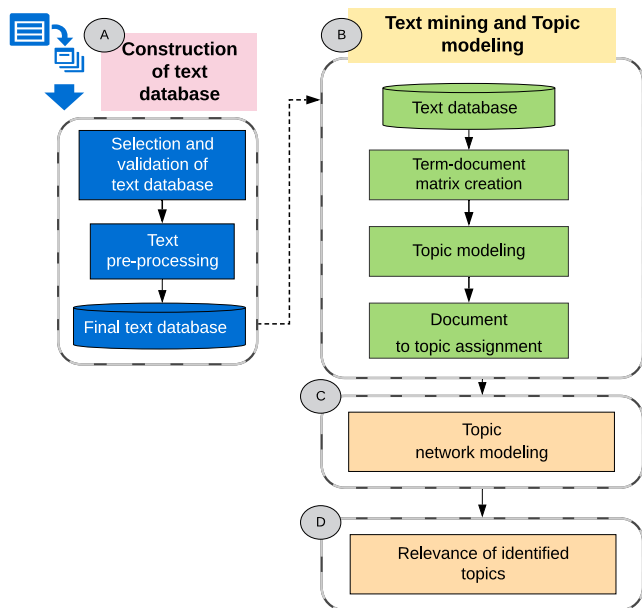 A
Construction
of text
database
Selection and
validation of
text database
Text
pre-processing
Final text database
B
Text mining and Topic
modeling
Text database
Term-document
matrix creation
Topic modeling
Document
to topic assignment
C
Topic
network modeling
D
Relevance of identified
topics